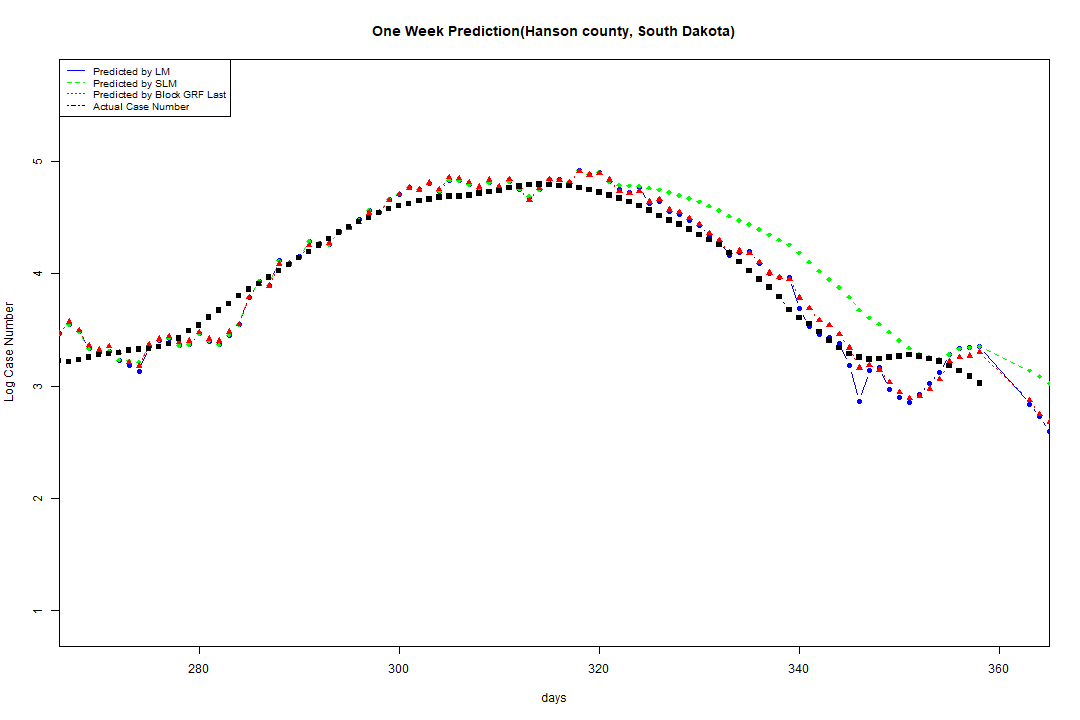 One Week Prediction(Hanson county, South Dakota)
Predicted by LM
Predicted by SLM
Predicted by Block GRF Last
Actual Case Number
5
4
3
2
1
Log Case Number
280 300 320 340 360
days